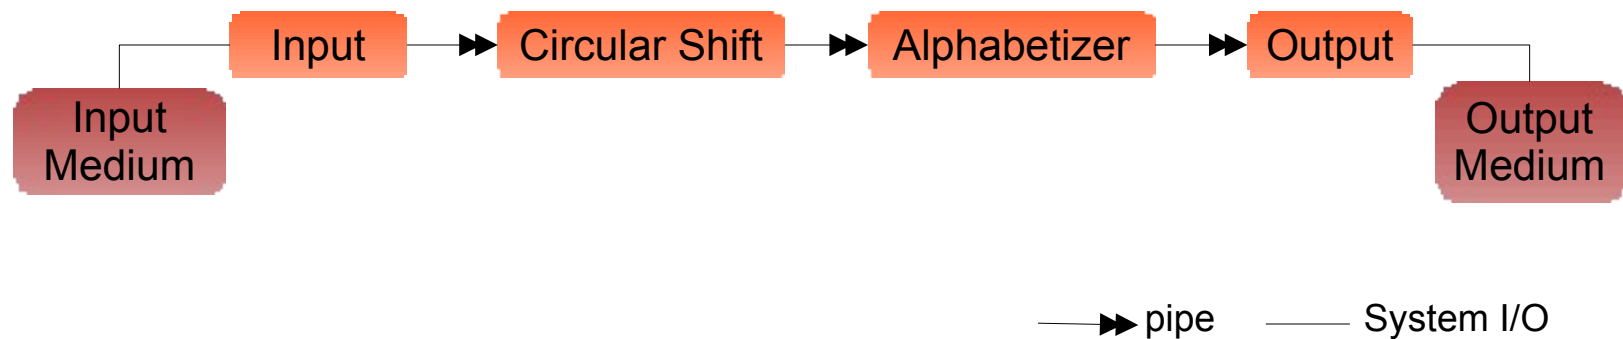 Input
Circular Shift
Alphabetizer
Output
Input
Medium
Output
Medium
pipe
System I/O